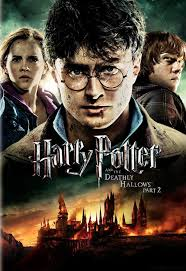 Harry Potter
AND THE
DEATHLY
HALLOWS
PART 2